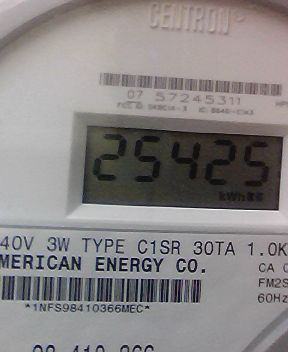 CENTRON®
07 57245311
25425
kWh
40V 3W TYPE C1SR 30TA 1.0K
MERICAN ENERGY CO.
CA 0
FM2S
60Hz
*1NFS98410366MEC*